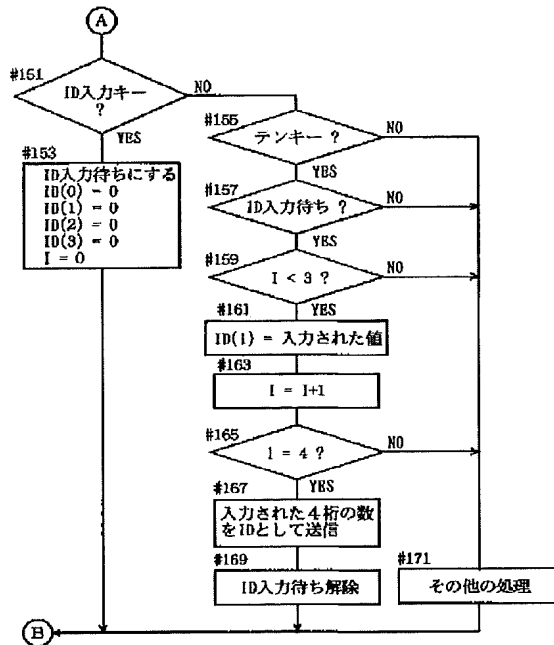 A
#151
ID入力キー
?
NO
YES
#153
ID入力待ちにする
ID(0) = 0
ID(1) = 0
ID(2) = 0
ID(3) = 0
I = 0
#155
テンキー ?
NO
YES
#157
ID入力待ち ?
NO
YES
#159
I < 3 ?
NO
YES
#161
ID(I) = 入力された値
#163
I = I+1
#165
I = 4 ?
NO
YES
#167
入力された4桁の数
をIDとして送信
#169
ID入力待ち解除
#171
その他の処理
B